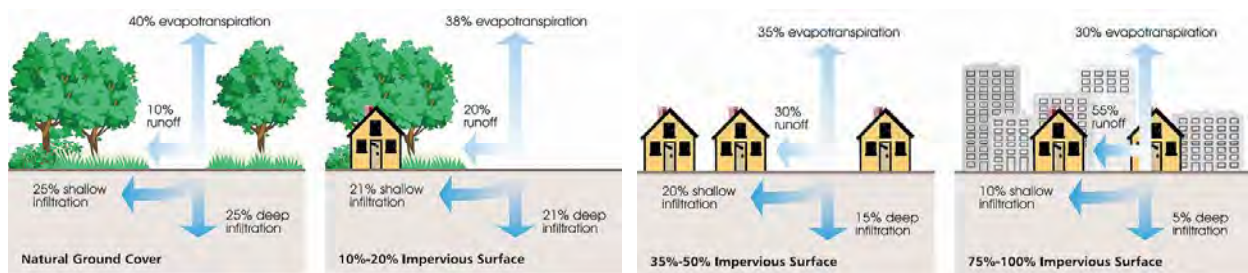 40% evapotranspiration
10%
runoff
25% shallow
infiltration
25% deep
infiltration
Natural Ground Cover
38% evapotranspiration
20%
runoff
21% shallow
infiltration
21% deep
infiltration
10%-20% Impervious Surface
35% evapotranspiration
30%
runoff
20% shallow
infiltration
15% deep
infiltration
35%-50% Impervious Surface
30% evapotranspiration
55%
runoff
10% shallow
infiltration
5% deep
infiltration
75%-100% Impervious Surface